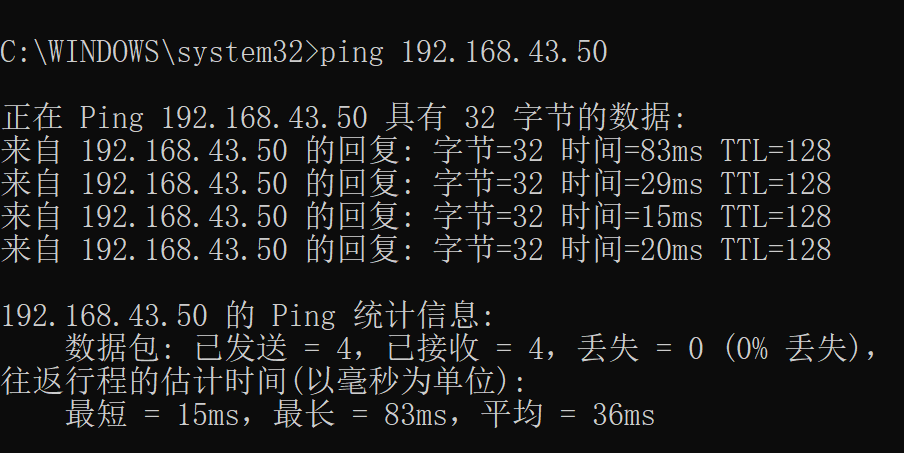 C:\WINDOWS\system32>ping 192.168.43.50
正在 Ping 192.168.43.50 具有 32 字节的数据:
来自 192.168.43.50 的回复: 字节=32 时间=83ms TTL=128
来自 192.168.43.50 的回复: 字节=32 时间=29ms TTL=128
来自 192.168.43.50 的回复: 字节=32 时间=15ms TTL=128
来自 192.168.43.50 的回复: 字节=32 时间=20ms TTL=128
192.168.43.50 的 Ping 统计信息:
数据包: 已发送 = 4，已接收 = 4，丢失 = 0 (0% 丢失)，
往返行程的估计时间(以毫秒为单位):
最短 = 15ms，最长 = 83ms，平均 = 36ms